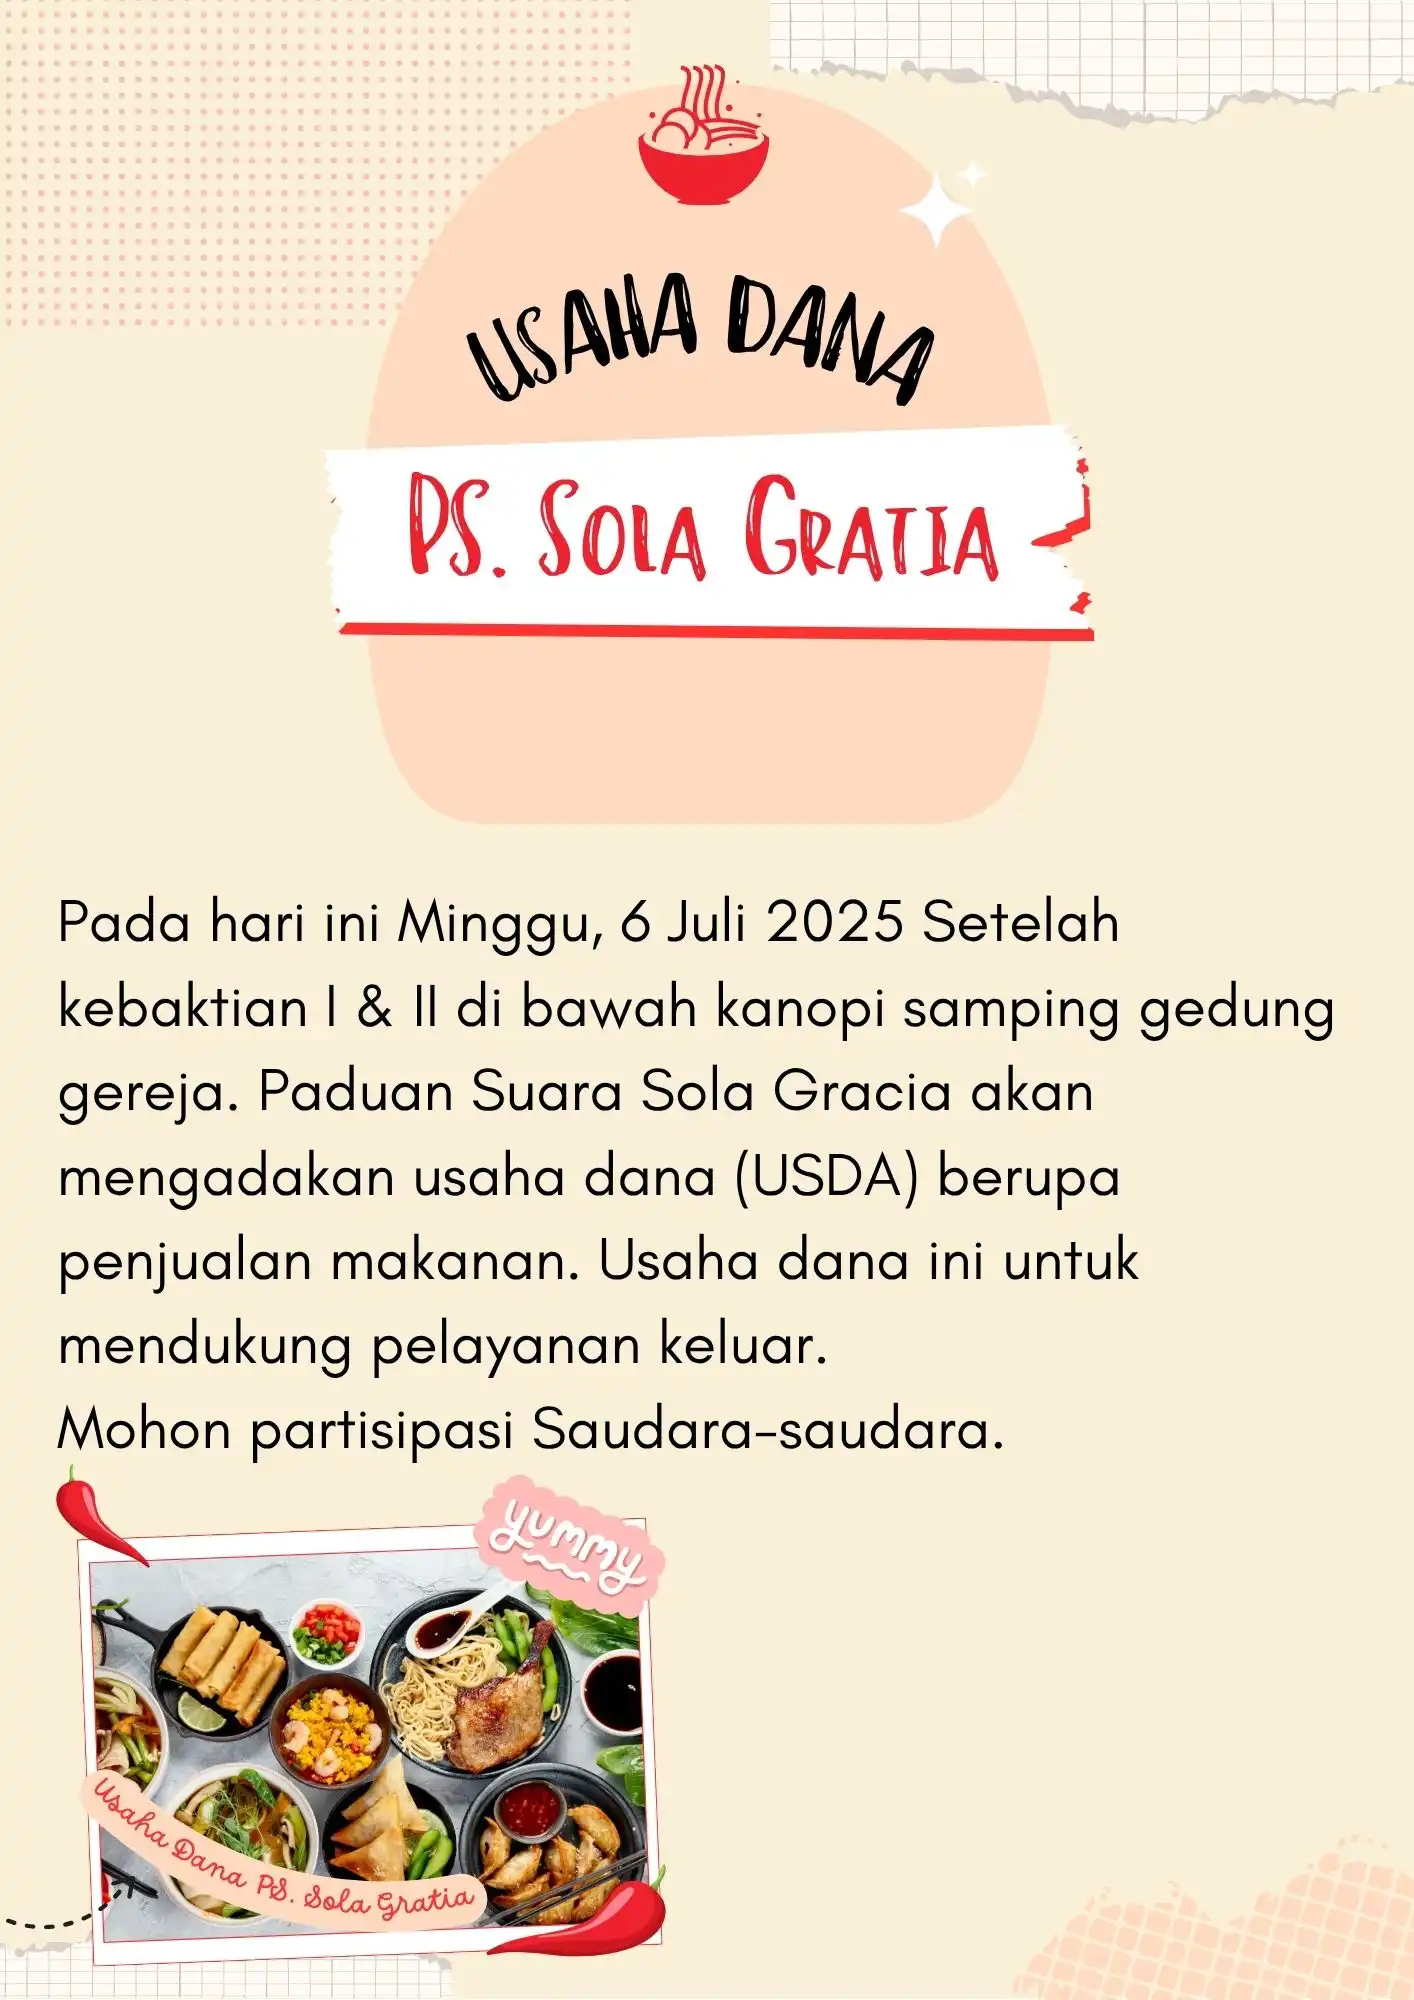 USAHA DANA
PS. SOLA GRATIA
Pada hari ini Minggu, 6 Juli 2025 Setelah
kebaktian I & II di bawah kanopi samping gedung
gereja. Paduan Suara Sola Gracia akan
mengadakan usaha dana (USDA) berupa
penjualan makanan. Usaha dana ini untuk
mendukung pelayanan keluar.
Mohon partisipasi Saudara-saudara.
yummy
Usaha Dana PS. Sola Gratia